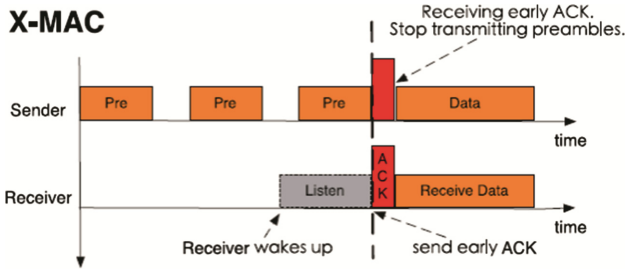 X-MAC
Receiving early ACK.
Stop transmitting preambles.
Sender
Pre
Pre
Pre
Data
time
Receiver
Listen
ACK
Receive Data
time
Receiver wakes up
send early ACK